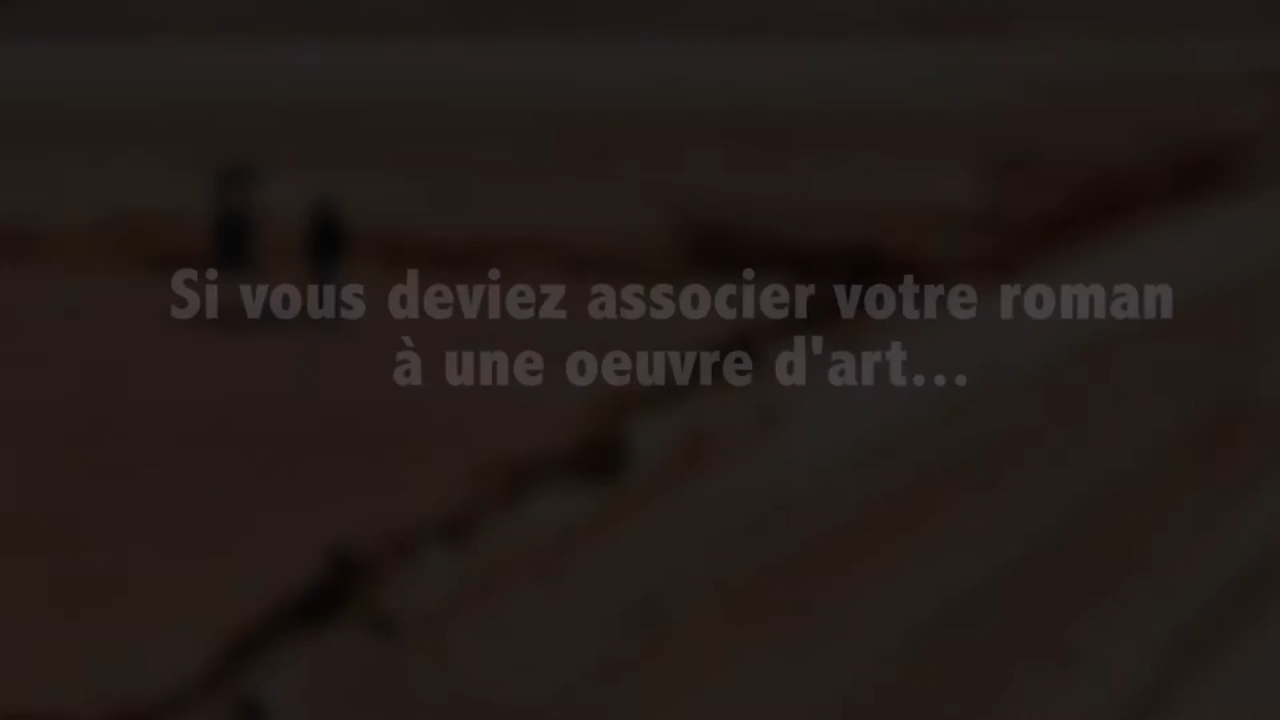 Si vous deviez associer votre roman
à une oeuvre d'art...